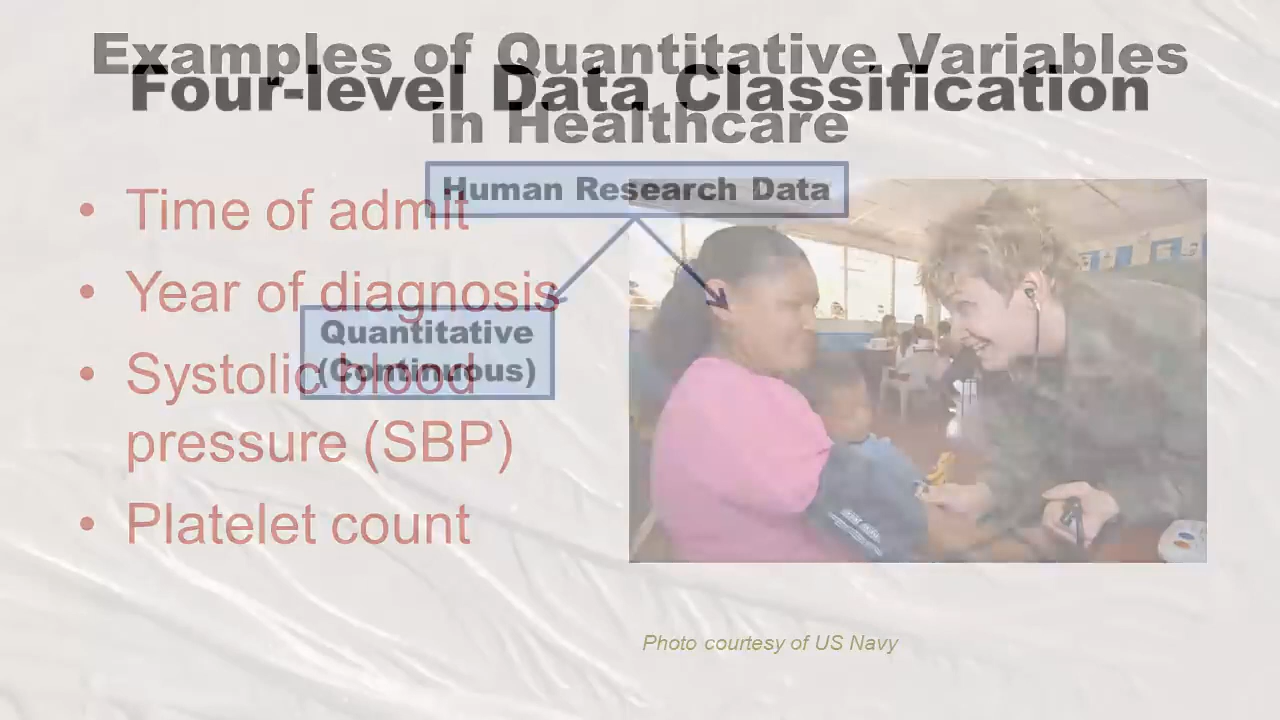 Examples of Quantitative Variables
in Healthcare
Four-level Data Classification
Human Research Data
Quantitative
(Continuous)
• Time of admit
• Year of diagnosis
• Systolic blood
pressure (SBP)
• Platelet count
Photo courtesy of US Navy